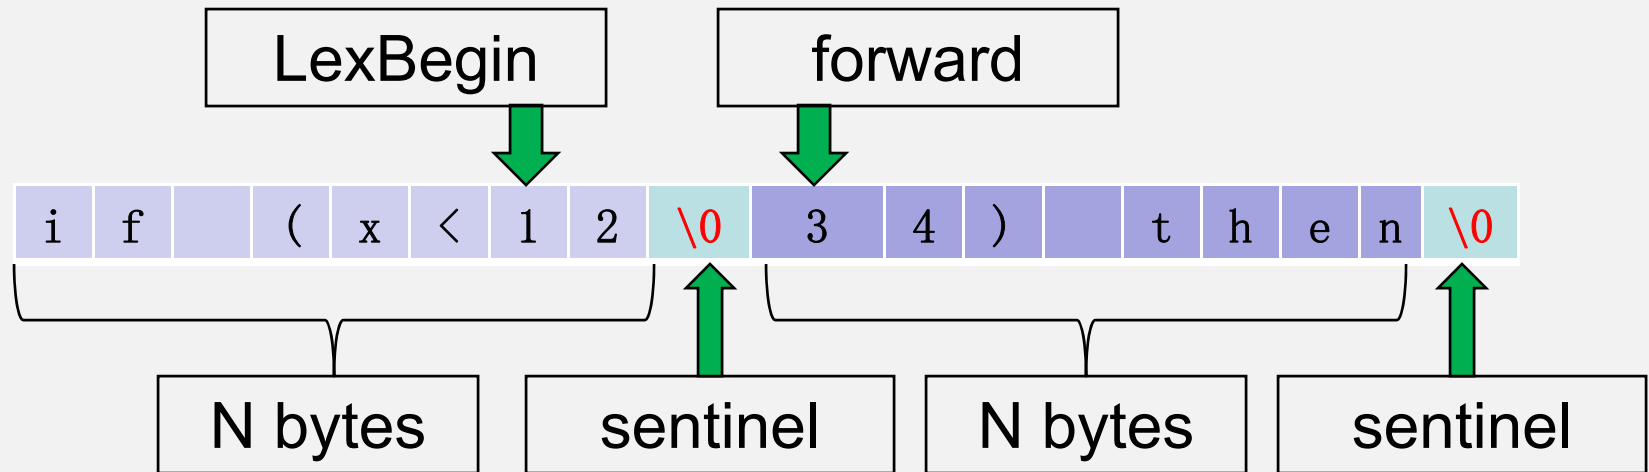 LexBegin forward
i f ( x < 1 2 \0 3 4 ) t h e n \0
N bytes sentinel N bytes sentinel